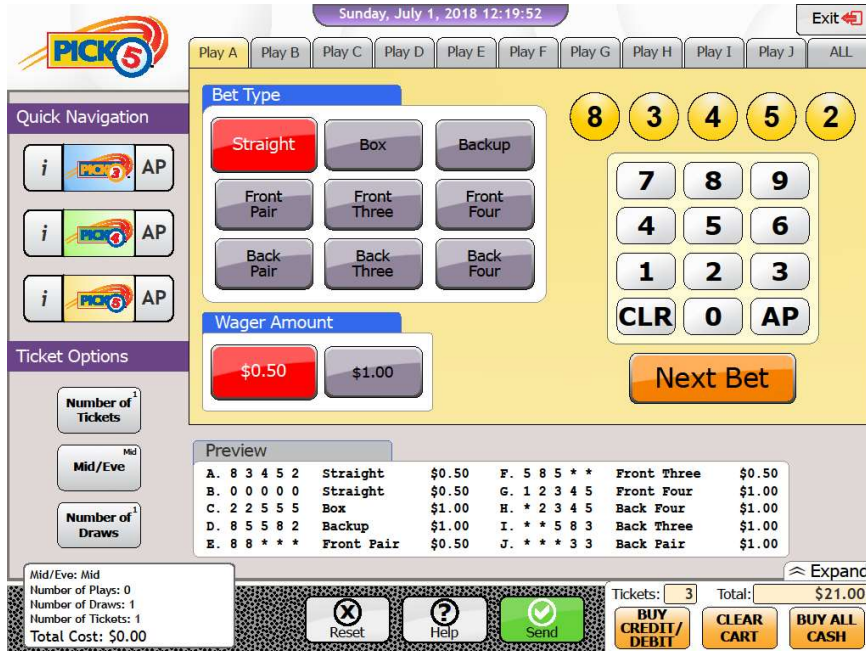 Sunday, July 1, 2018 12:19:52
Exit
PICK 5
Play A Play B Play C Play D Play E Play F Play G Play H Play I Play J ALL
Quick Navigation
i PICK 3 AP
i PICK 4 AP
i PICK 5 AP
Ticket Options
Number of Tickets 1
Mid/Eve Mid
Number of Draws 1
Bet Type
Straight Box Backup
Front Pair Front Three Front Four
Back Pair Back Three Back Four
Wager Amount
$0.50 $1.00
8 3 4 5 2
7 8 9
4 5 6
1 2 3
CLR 0 AP
Next Bet
Preview
A. 8 3 4 5 2 Straight $0.50 F. 5 8 5 * * Front Three $0.50
B. 0 0 0 0 0 Straight $0.50 G. 1 2 3 4 5 Front Four $1.00
C. 2 2 5 5 5 Box $1.00 H. * 2 3 4 5 Back Four $1.00
D. 8 5 5 8 2 Backup $1.00 I. * * 5 8 3 Back Three $1.00
E. 8 8 * * * Front Pair $0.50 J. * * * 3 3 Back Pair $1.00
Expand
Mid/Eve: Mid
Number of Plays: 0
Number of Draws: 1
Number of Tickets: 1
Total Cost: $0.00
Reset Help Send
Tickets: 3 Total: $21.00
BUY CREDIT/ DEBIT
CLEAR CART
BUY ALL CASH